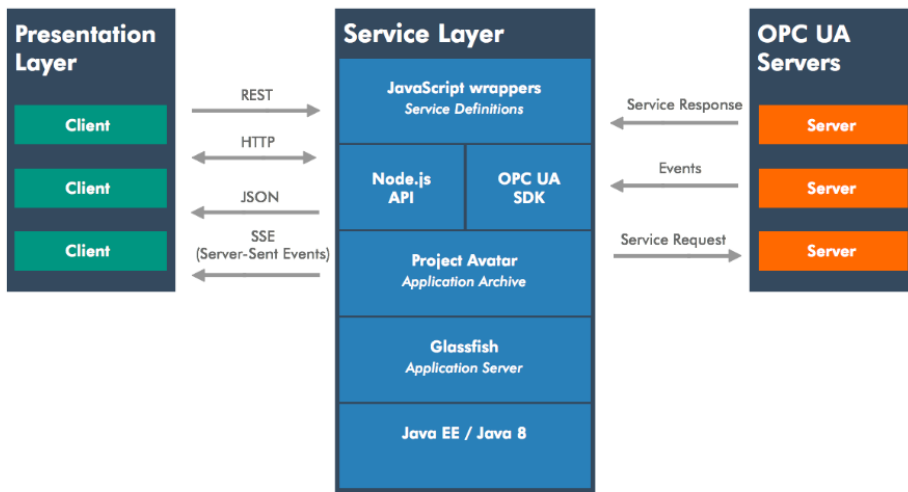 Presentation
Layer
Client
Client
Client
REST
HTTP
JSON
SSE
(Server-Sent Events)
Service Layer
JavaScript wrappers
Service Definitions
Node.js
API
OPC UA
SDK
Project Avatar
Application Archive
Glassfish
Application Server
Java EE / Java 8
Service Response
Events
Service Request
OPC UA
Servers
Server
Server
Server